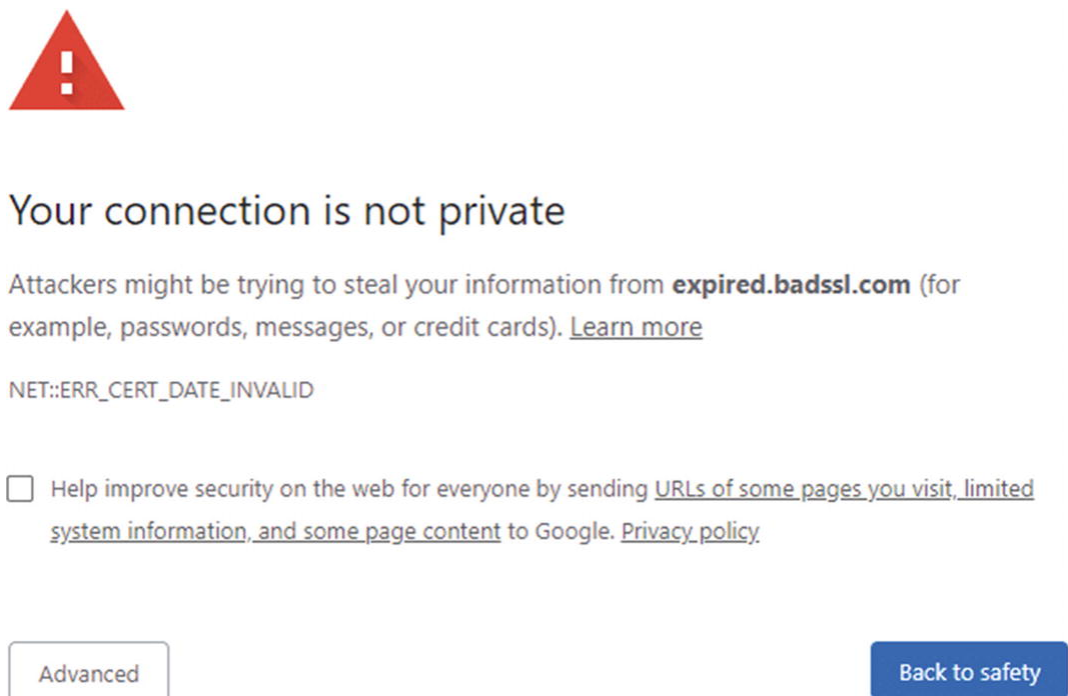 Your connection is not private
Attackers might be trying to steal your information from expired.badssl.com (for
example, passwords, messages, or credit cards). Learn more
NET::ERR_CERT_DATE_INVALID
Help improve security on the web for everyone by sending URLs of some pages you visit, limited
system information, and some page content to Google. Privacy policy
Advanced
Back to safety